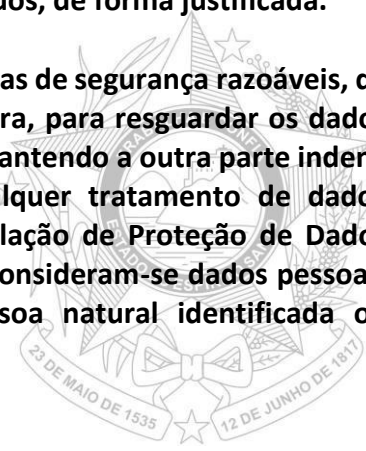 dos, de forma justificada.
as de segurança razoáveis, d
ra, para resguardar os dado
antendo a outra parte inden
lquer tratamento de dado
lação de Proteção de Dado
onsideram-se dados pessoa
soa natural identificada o
23 DE MAIO DE 1535
12 DE JUNHO DE 1817